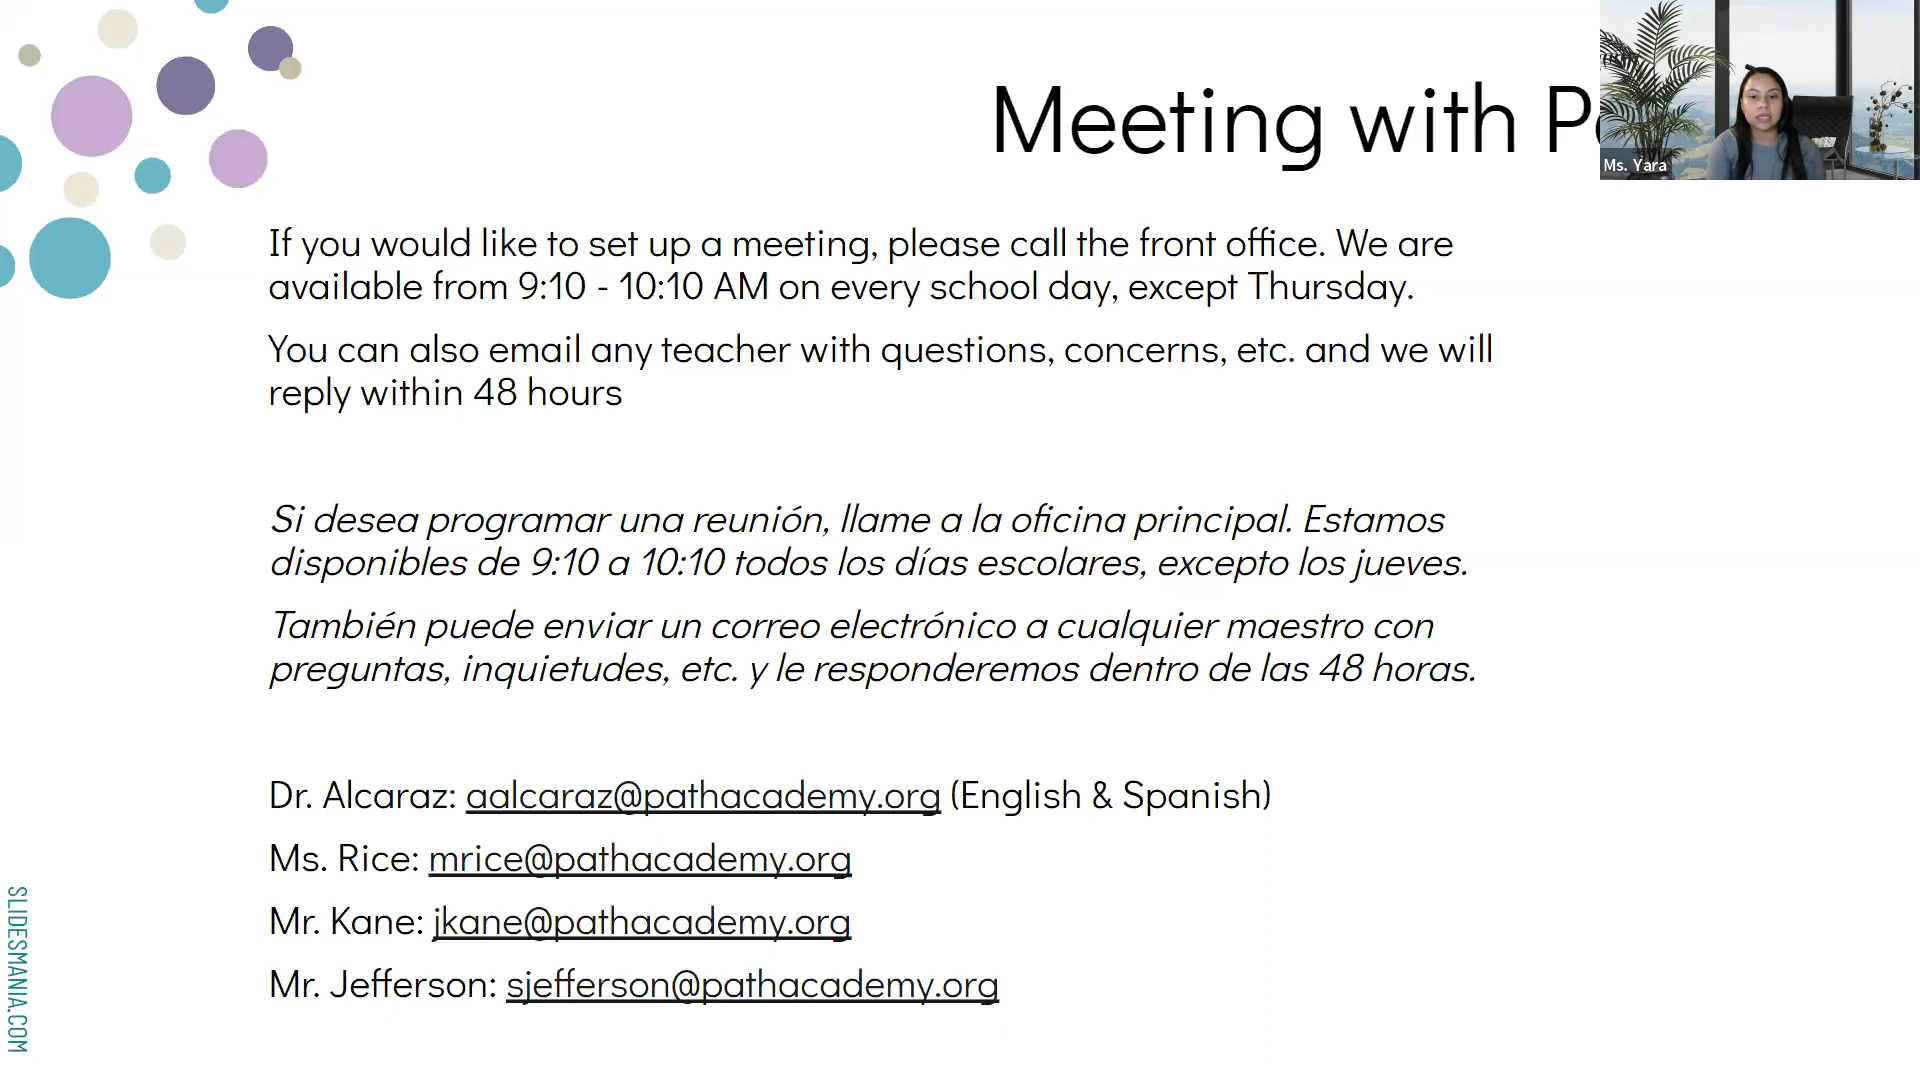 Meeting with
Ms. Yara
If you would like to set up a meeting, please call the front office. We are
available from 9:10 - 10:10 AM on every school day, except Thursday.
You can also email any teacher with questions, concerns, etc. and we will
reply within 48 hours
Si desea programar una reunión, llame a la oficina principal. Estamos
disponibles de 9:10 a 10:10 todos los días escolares, excepto los jueves.
También puede enviar un correo electrónico a cualquier maestro con
preguntas, inquietudes, etc. y le responderemos dentro de las 48 horas.
Dr. Alcaraz: aalcaraz@pathacademy.org (English & Spanish)
Ms. Rice: mrice@pathacademy.org
Mr. Kane: jkane@pathacademy.org
Mr. Jefferson: sjefferson@pathacademy.org
SLIDESMANIA.COM